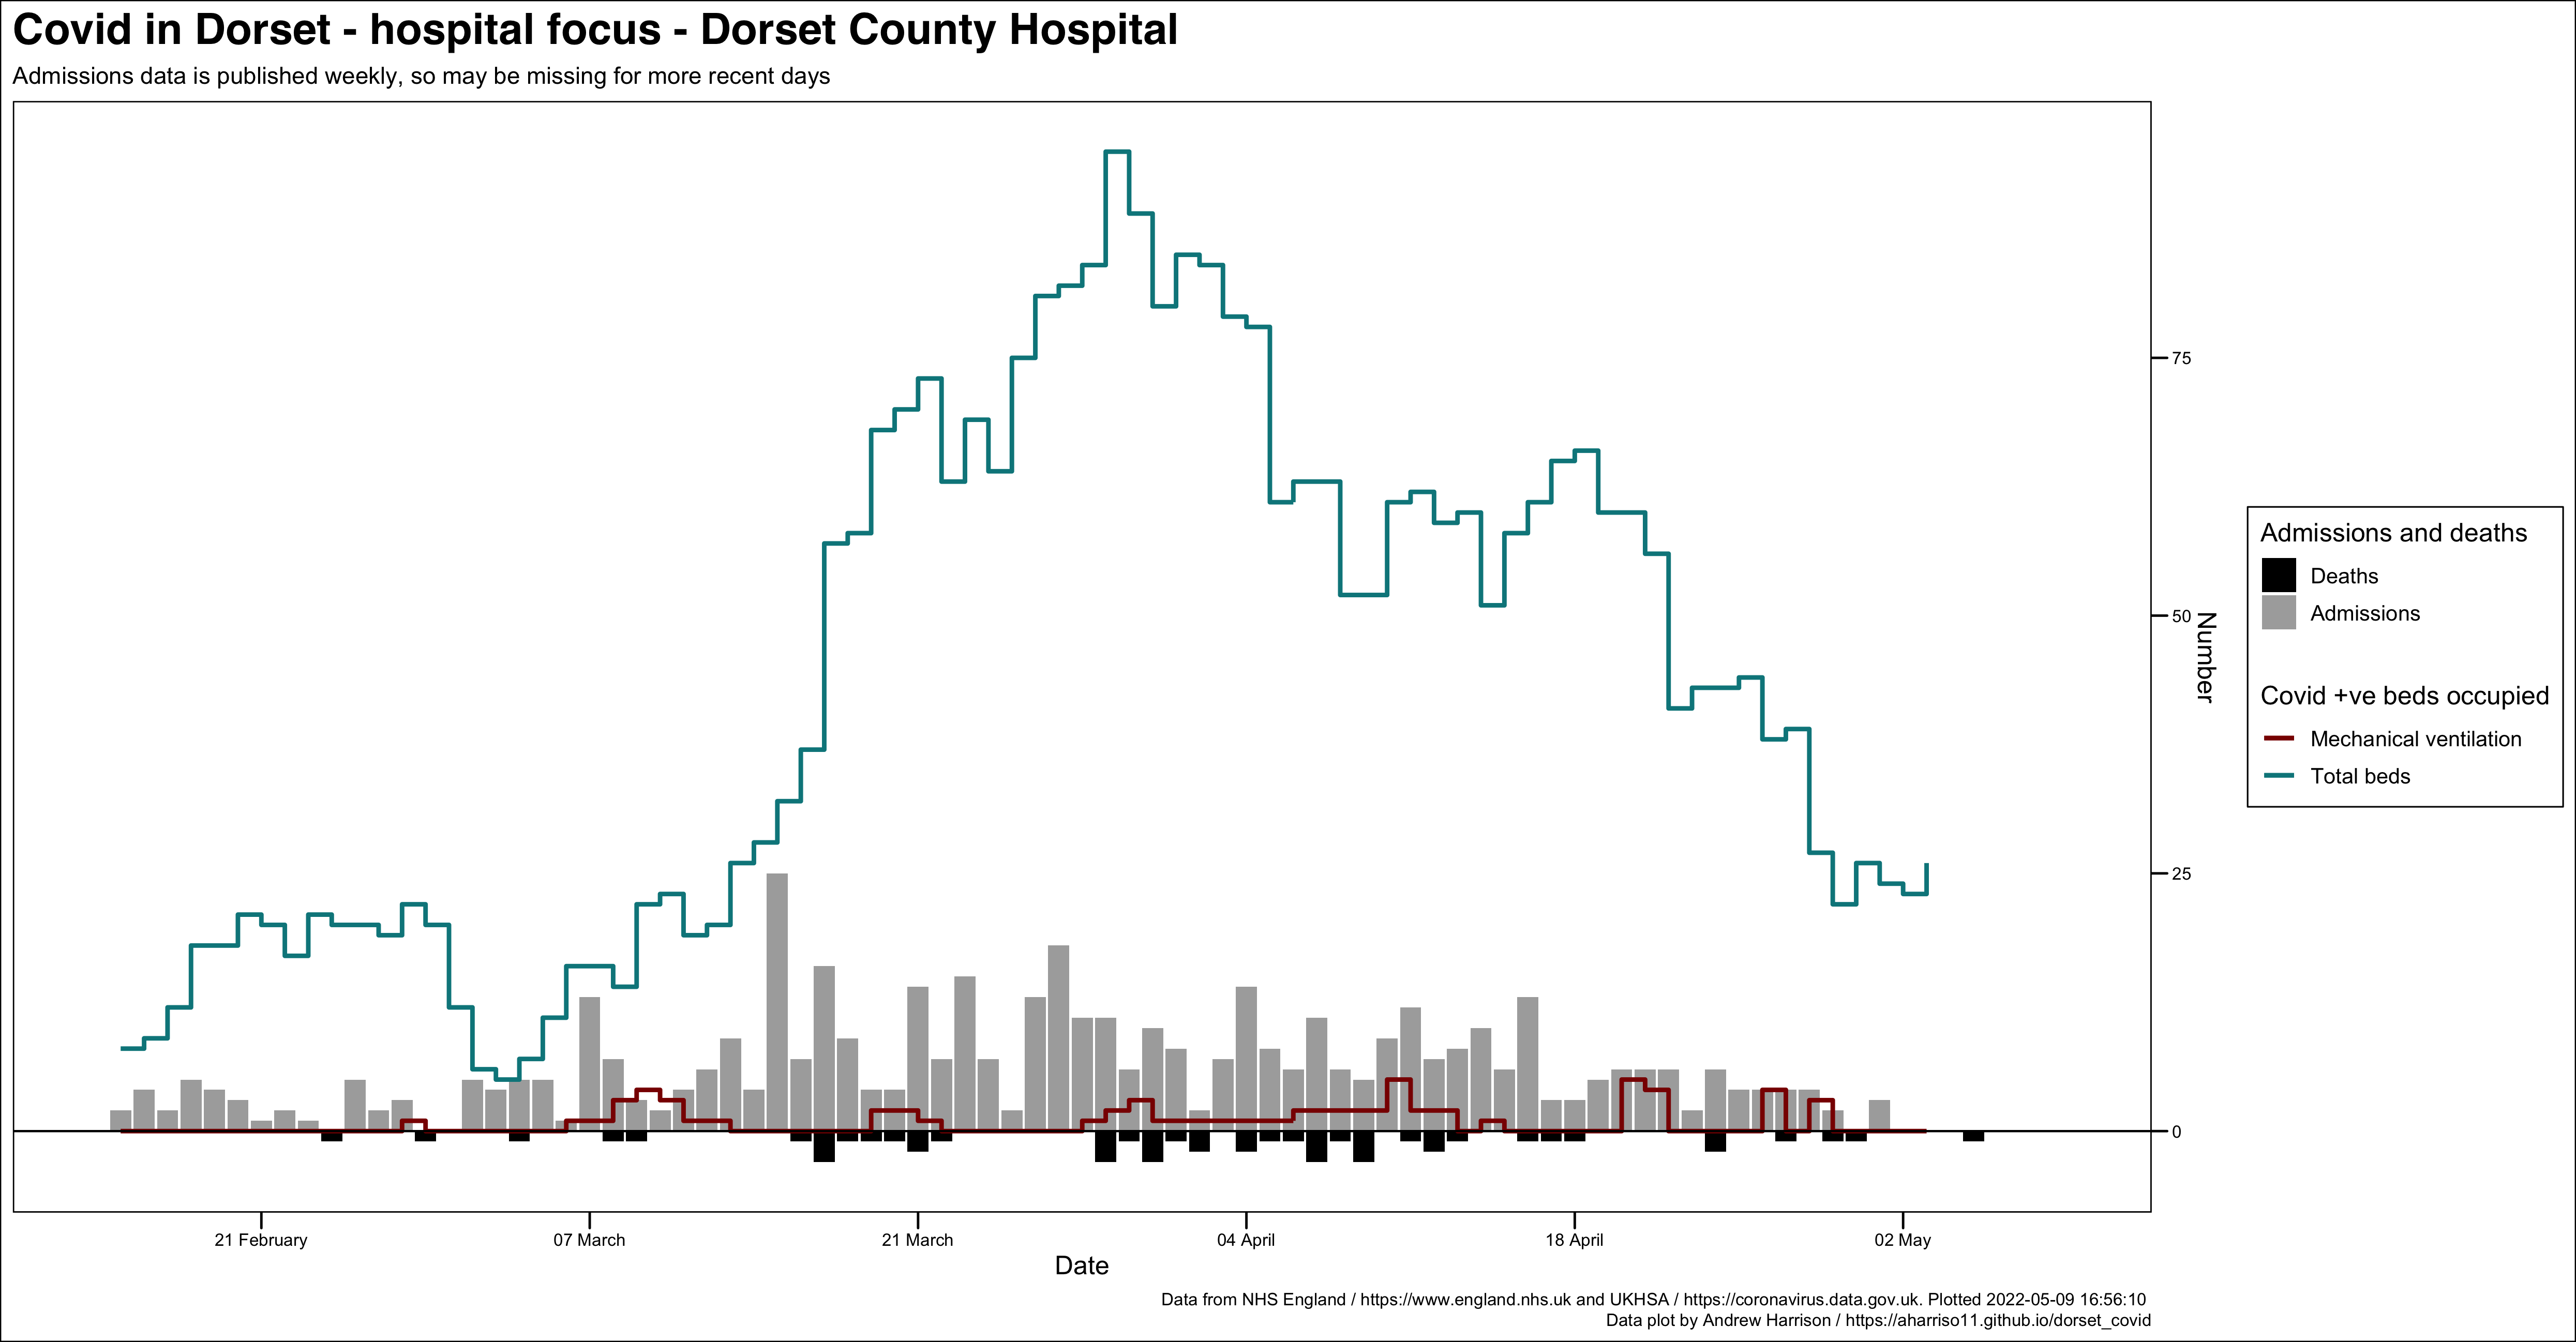 Covid in Dorset - hospital focus - Dorset County Hospital
Admissions data is published weekly, so may be missing for more recent days
75
50
25
0
Number
Admissions and deaths
Deaths
Admissions
Covid +ve beds occupied
Mechanical ventilation
Total beds
21 February
07 March
21 March
04 April
18 April
02 May
Date
Data from NHS England / https://www.england.nhs.uk and UKHSA / https://coronavirus.data.gov.uk. Plotted 2022-05-09 16:56:10
Data plot by Andrew Harrison / https://aharriso11.github.io/dorset_covid